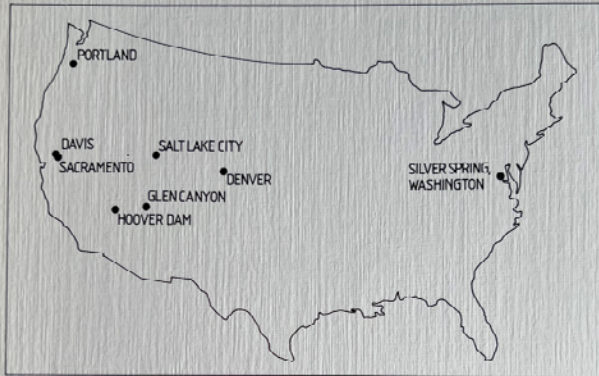 PORTLAND
DAVIS
SACRAMENTO
SALT LAKE CITY
DENVER
GLEN CANYON
HOOVER DAM
SILVER SPRING,
WASHINGTON